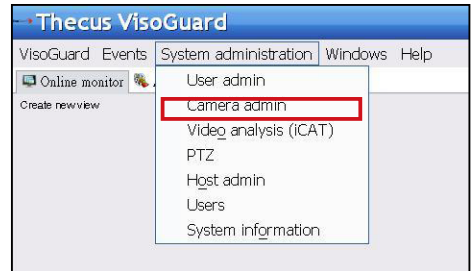 Thecus VisoGuard
VisoGuard Events System administration Windows Help
Online monitor
Create new view
User admin
Camera admin
Video analysis (iCAT)
PTZ
Host admin
Users
System information